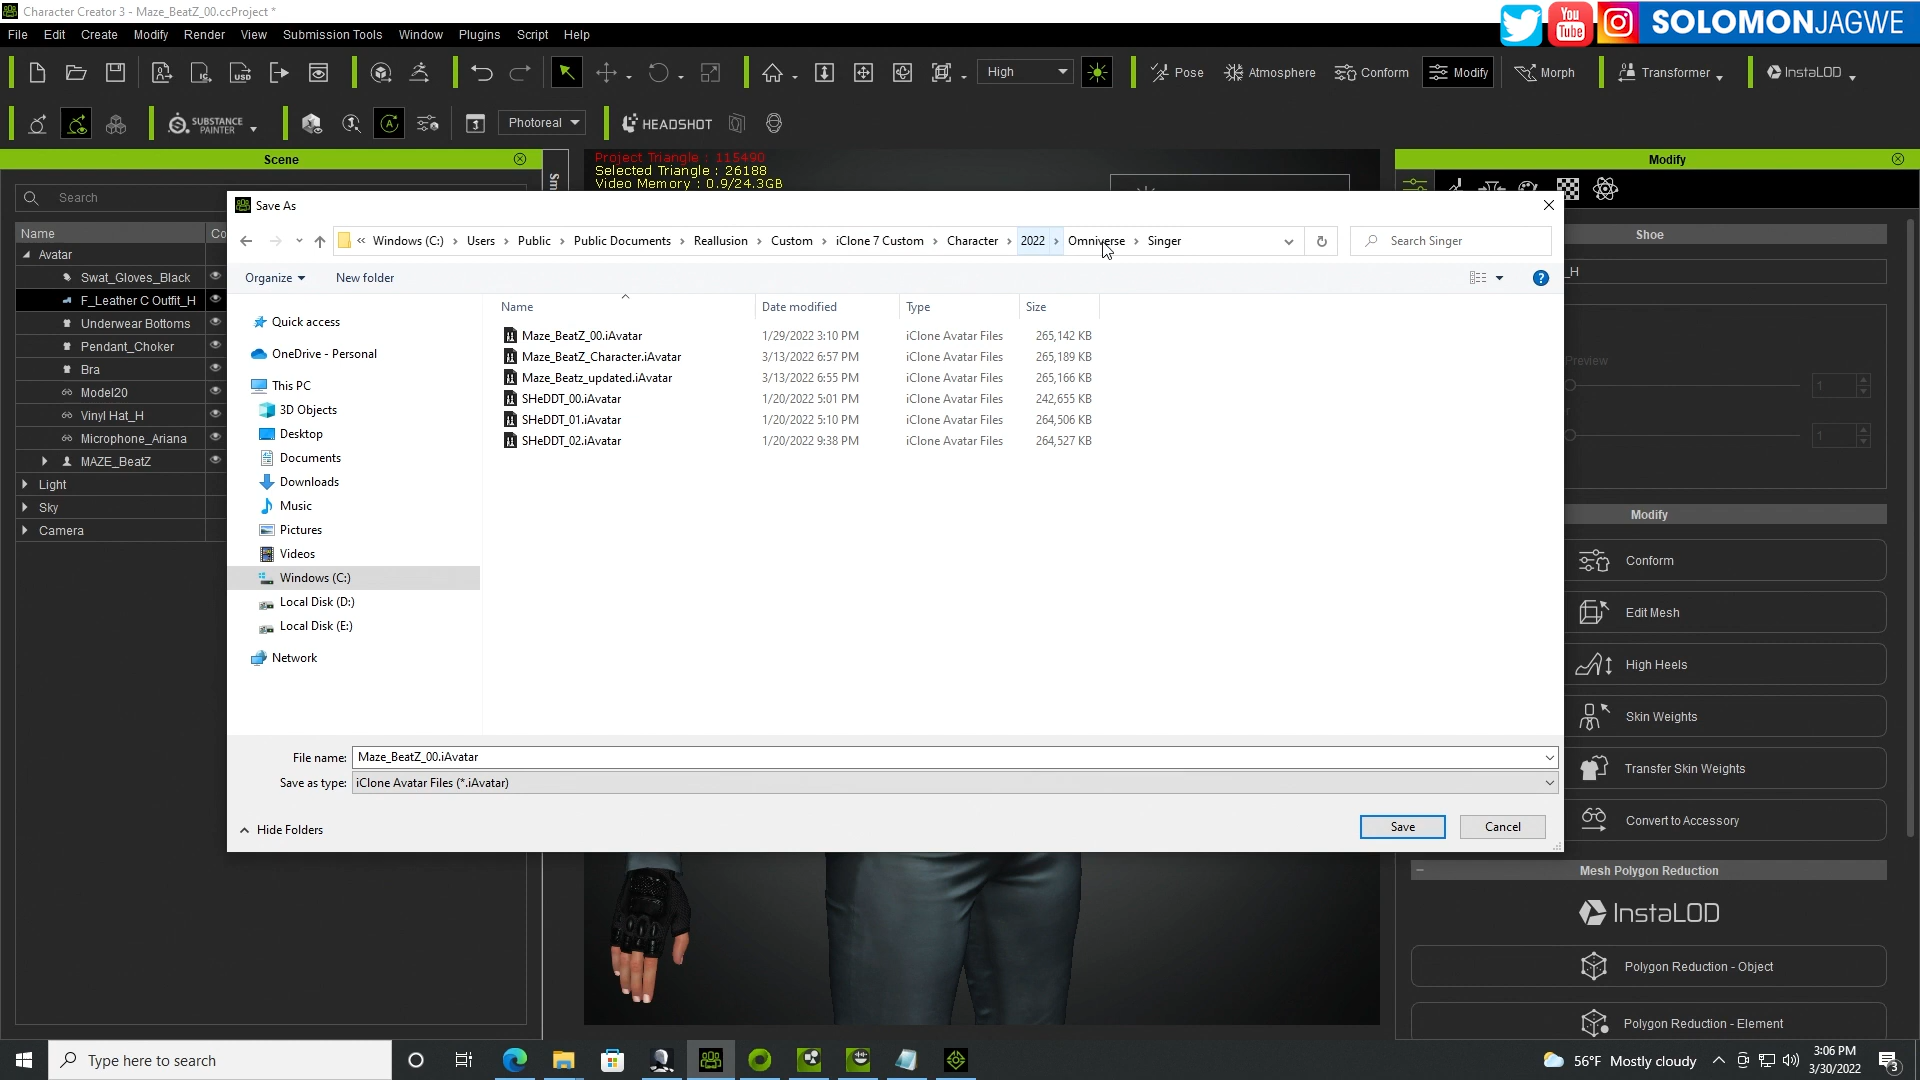 Character Creator 3 - Maze_BeatZ_00.ccProject *
File Edit Create Modify Render View Submission Tools Window Plugins Script Help
You Tube SOLOMONJAGWE
High Pose Atmosphere Conform Modify Morph Transformer InstaLOD
SUBSTANCE PAINTER Photoreal HEADSHOT
Scene Modify
Project Triangle : 115490
Selected Triangle : 26188
Video Memory : 0.9/24.3GB
Search
Name Co
Avatar
Swat_Gloves_Black
F_Leather C Outfit_H
Underwear Bottoms
Pendant_Choker
Bra
Model20
Vinyl Hat_H
Microphone_Ariana
MAZE_BeatZ
Light
Sky
Camera
Save As
« Windows (C:) › Users › Public › Public Documents › Reallusion › Custom › iClone 7 Custom › Character › 2022 › Omniverse › Singer
Search Singer
Organize New folder
Quick access
OneDrive - Personal
This PC
3D Objects
Desktop
Documents
Downloads
Music
Pictures
Videos
Windows (C:)
Local Disk (D:)
Local Disk (E:)
Network
Name Date modified Type Size
Maze_BeatZ_00.iAvatar 1/29/2022 3:10 PM iClone Avatar Files 265,142 KB
Maze_BeatZ_Character.iAvatar 3/13/2022 6:57 PM iClone Avatar Files 265,189 KB
Maze_Beatz_updated.iAvatar 3/13/2022 6:55 PM iClone Avatar Files 265,166 KB
SHeDDT_00.iAvatar 1/20/2022 5:01 PM iClone Avatar Files 242,655 KB
SHeDDT_01.iAvatar 1/20/2022 5:10 PM iClone Avatar Files 264,506 KB
SHeDDT_02.iAvatar 1/20/2022 9:38 PM iClone Avatar Files 264,527 KB
File name: Maze_BeatZ_00.iAvatar
Save as type: iClone Avatar Files (*.iAvatar)
Hide Folders
Save Cancel
Shoe
_H
Preview
1
1
Modify
Conform
Edit Mesh
High Heels
Skin Weights
Transfer Skin Weights
Convert to Accessory
Mesh Polygon Reduction
InstaLOD
Polygon Reduction - Object
Polygon Reduction - Element
Type here to search
56°F Mostly cloudy
3:06 PM
3/30/2022
3